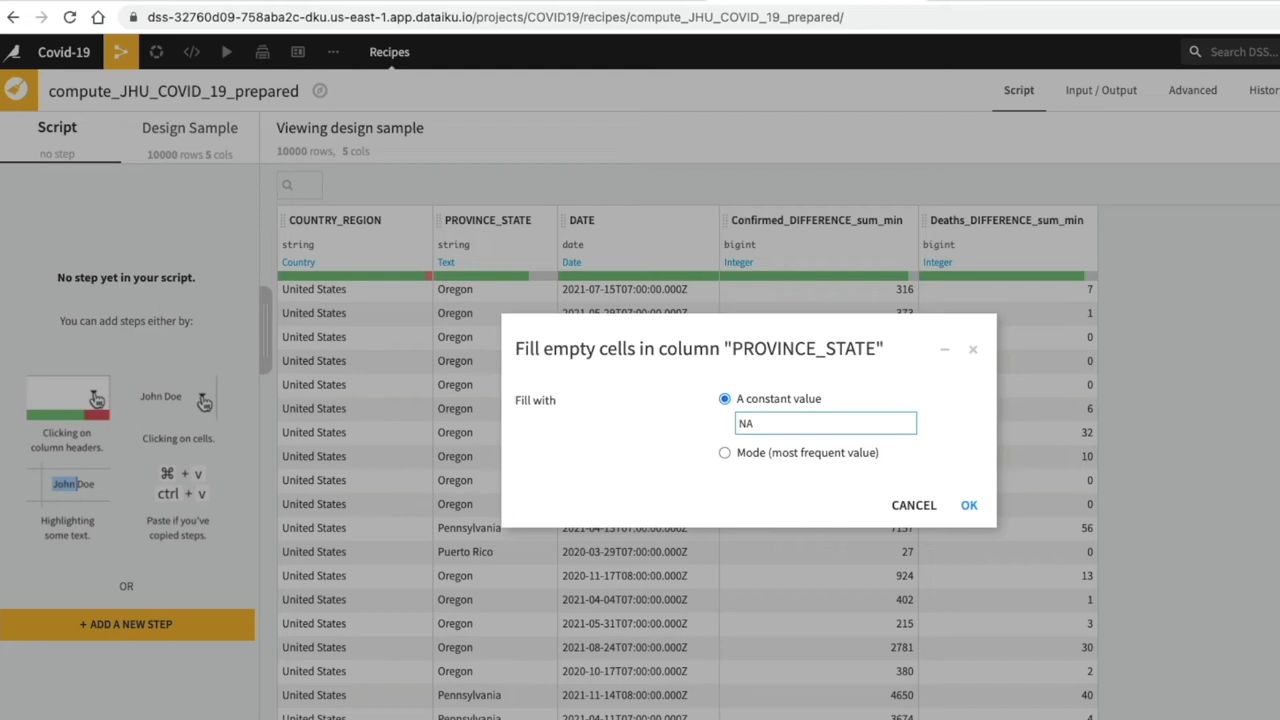 dss-32760d09-758aba2c-dku.us-east-1.app.dataiku.io/projects/COVID19/recipes/compute_JHU_COVID_19_prepared/
Covid-19 Recipes Search DSS...
compute_JHU_COVID_19_prepared Script Input / Output Advanced Histor
Script Design Sample
no step 10000 rows 5 cols
No step yet in your script.
You can add steps either by:
John Doe
Clicking on
column headers.
Clicking on cells.
John Doe
⌘ + v
ctrl + v
Highlighting
some text.
Paste if you've
copied steps.
OR
+ ADD A NEW STEP
Viewing design sample
10000 rows, 5 cols
COUNTRY_REGION PROVINCE_STATE DATE Confirmed_DIFFERENCE_sum_min Deaths_DIFFERENCE_sum_min
string string date bigint bigint
Country Text Date Integer Integer
United States Oregon 2021-07-15T07:00:00.000Z 316 7
United States Oregon 1
United States Oregon 0
United States Oregon 0
United States Oregon 0
United States Oregon 6
United States Oregon 32
United States Oregon 10
United States Oregon 0
United States Oregon 0
United States Pennsylvania 56
United States Puerto Rico 2020-03-29T07:00:00.000Z 27 0
United States Oregon 2020-11-17T08:00:00.000Z 924 13
United States Oregon 2021-04-04T07:00:00.000Z 402 1
United States Oregon 2021-05-31T07:00:00.000Z 215 3
United States Oregon 2021-08-24T07:00:00.000Z 2781 30
United States Oregon 2020-10-17T07:00:00.000Z 380 2
United States Pennsylvania 2021-11-14T08:00:00.000Z 4650 40
United States Pennsylvania 2021-04-11T07:00:00.000Z 3674 4
Fill empty cells in column "PROVINCE_STATE"
Fill with
A constant value
NA
Mode (most frequent value)
CANCEL OK